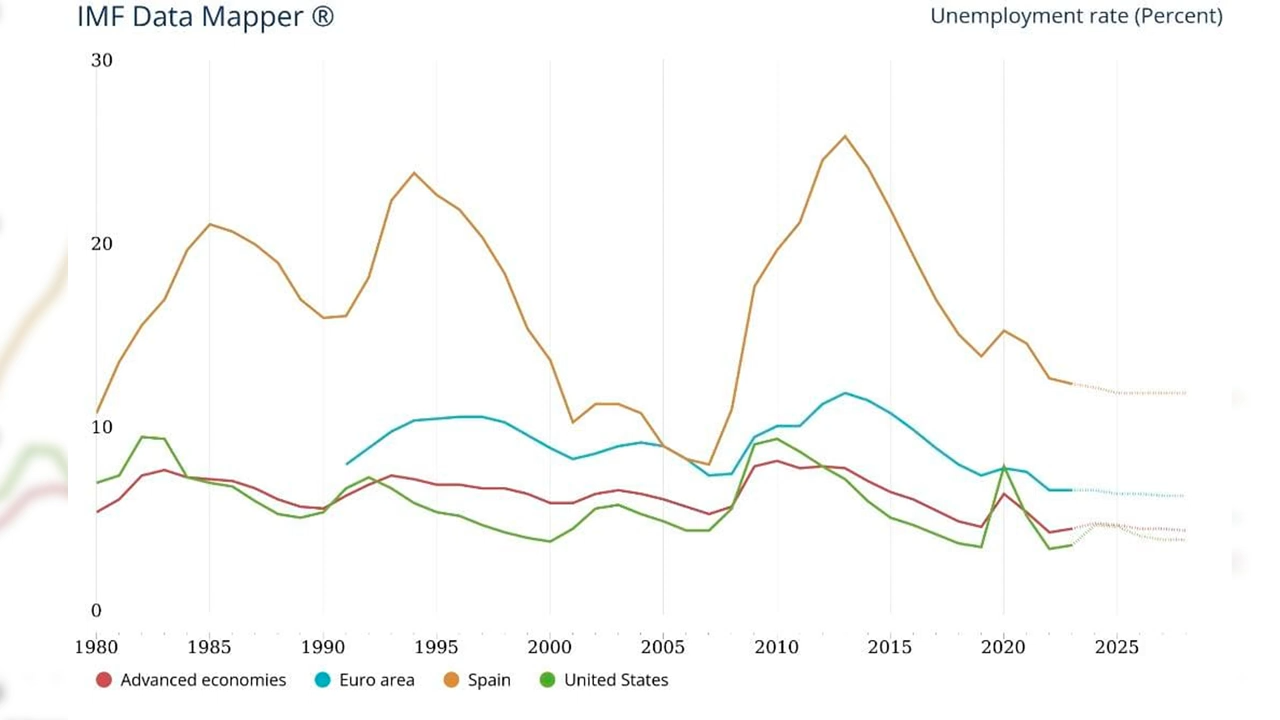 IMF Data Mapper ® Unemployment rate (Percent)
30
20
10
0
1980 1985 1990 1995 2000 2005 2010 2015 2020 2025
Advanced economies Euro area Spain United States